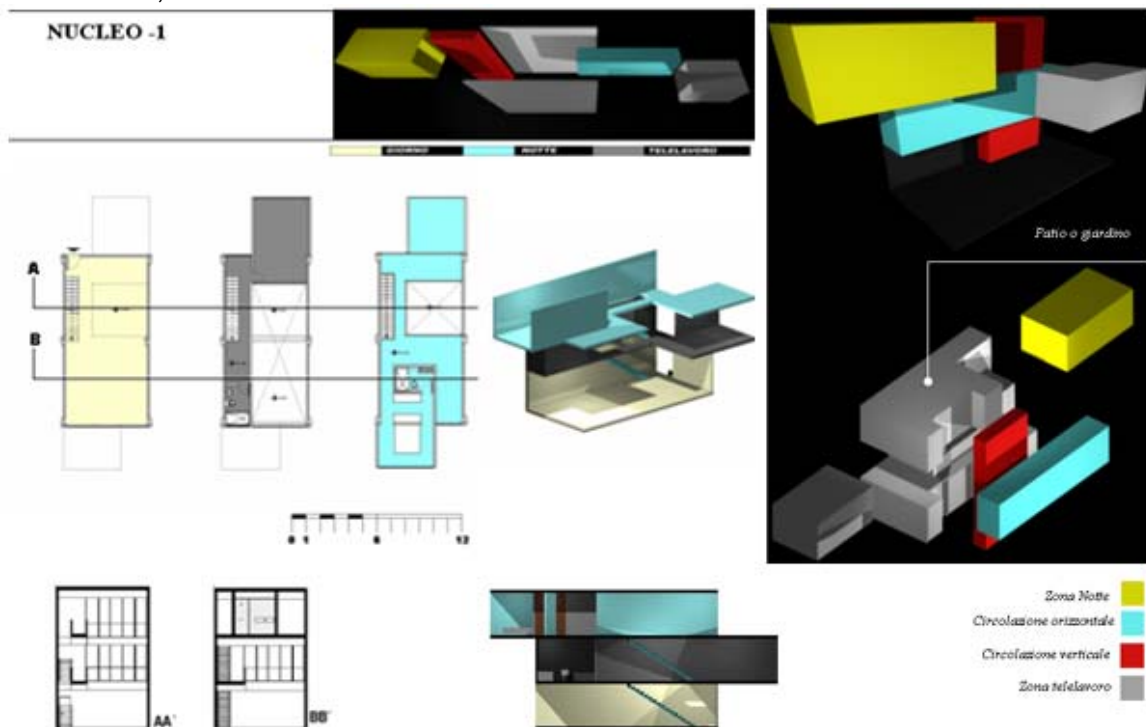 NUCLEO -1
GIORNO NOTTE TELELAVORO
Patio o giardino
A
B
0 1 6 12
AA'
BB'
Zona Notte
Circolazione orizzontale
Circolazione verticale
Zona telelavoro